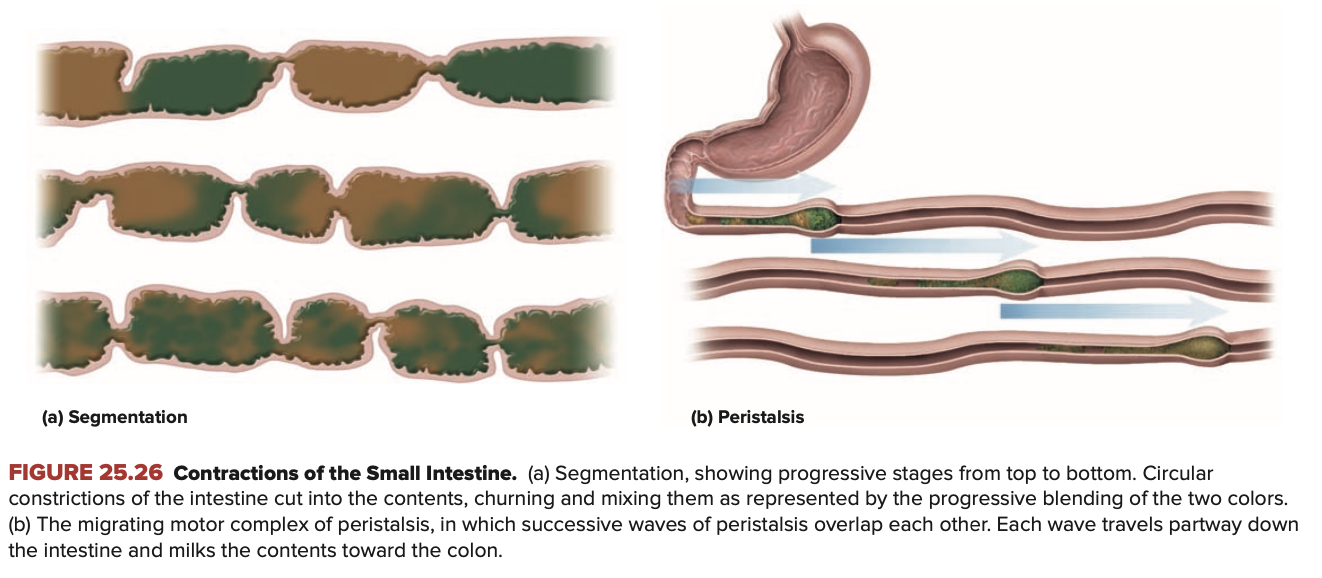 (a) Segmentation
(b) Peristalsis
FIGURE 25.26 Contractions of the Small Intestine. (a) Segmentation, showing progressive stages from top to bottom. Circular
constrictions of the intestine cut into the contents, churning and mixing them as represented by the progressive blending of the two colors.
(b) The migrating motor complex of peristalsis, in which successive waves of peristalsis overlap each other. Each wave travels partway down
the intestine and milks the contents toward the colon.